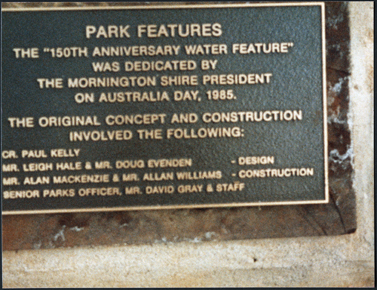 PARK FEATURES
THE "150TH ANNIVERSARY WATER FEATURE"
WAS DEDICATED BY
THE MORNINGTON SHIRE PRESIDENT
ON AUSTRALIA DAY, 1985.
THE ORIGINAL CONCEPT AND CONSTRUCTION
INVOLVED THE FOLLOWING:
CR. PAUL KELLY
MR. LEIGH HALE & MR. DOUG EVENDEN - DESIGN
MR. ALAN MACKENZIE & MR. ALLAN WILLIAMS - CONSTRUCTION
SENIOR PARKS OFFICER, MR. DAVID GRAY & STAFF